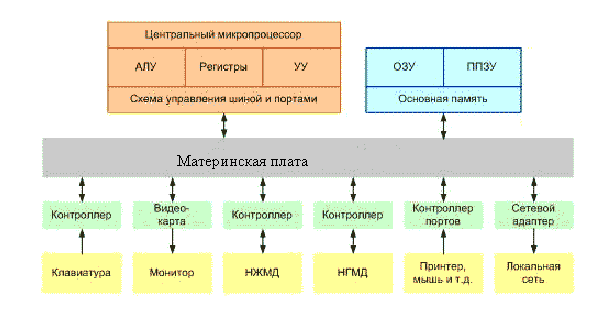 Центральный микропроцессор
АЛУ Регистры УУ
Схема управления шиной и портами
ОЗУ ППЗУ
Основная память
Материнская плата
Контроллер
Видео-
карта
Контроллер
Контроллер
Контроллер
портов
Сетевой
адаптер
Клавиатура
Монитор
НЖМД
НГМД
Принтер,
мышь и т.д.
Локальная
сеть